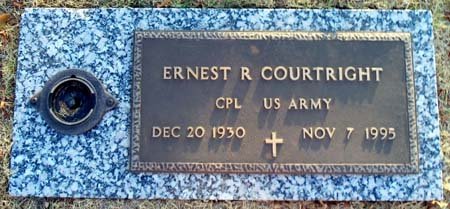 ERNEST R COURTRIGHT
CPL US ARMY
DEC 20 1930 NOV 7 1995